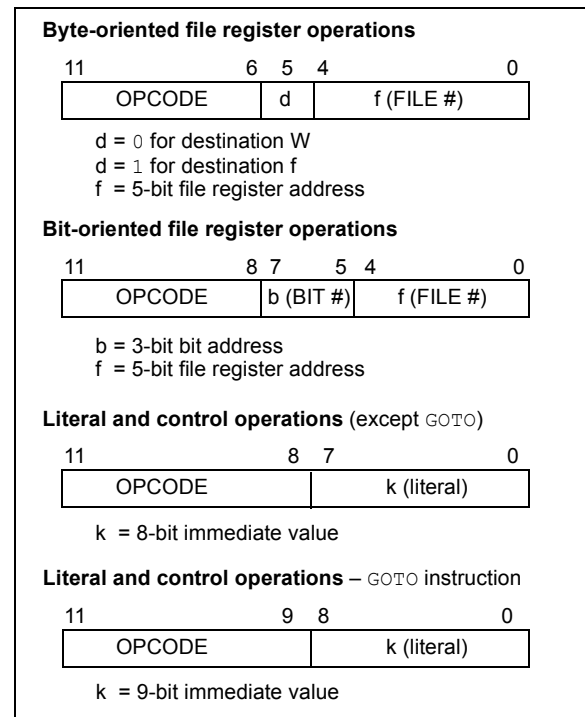 Byte-oriented file register operations
11 6 5 4 0
OPCODE d f (FILE #)
d = 0 for destination W
d = 1 for destination f
f = 5-bit file register address
Bit-oriented file register operations
11 8 7 5 4 0
OPCODE b (BIT #) f (FILE #)
b = 3-bit bit address
f = 5-bit file register address
Literal and control operations (except GOTO)
11 8 7 0
OPCODE k (literal)
k = 8-bit immediate value
Literal and control operations – GOTO instruction
11 9 8 0
OPCODE k (literal)
k = 9-bit immediate value